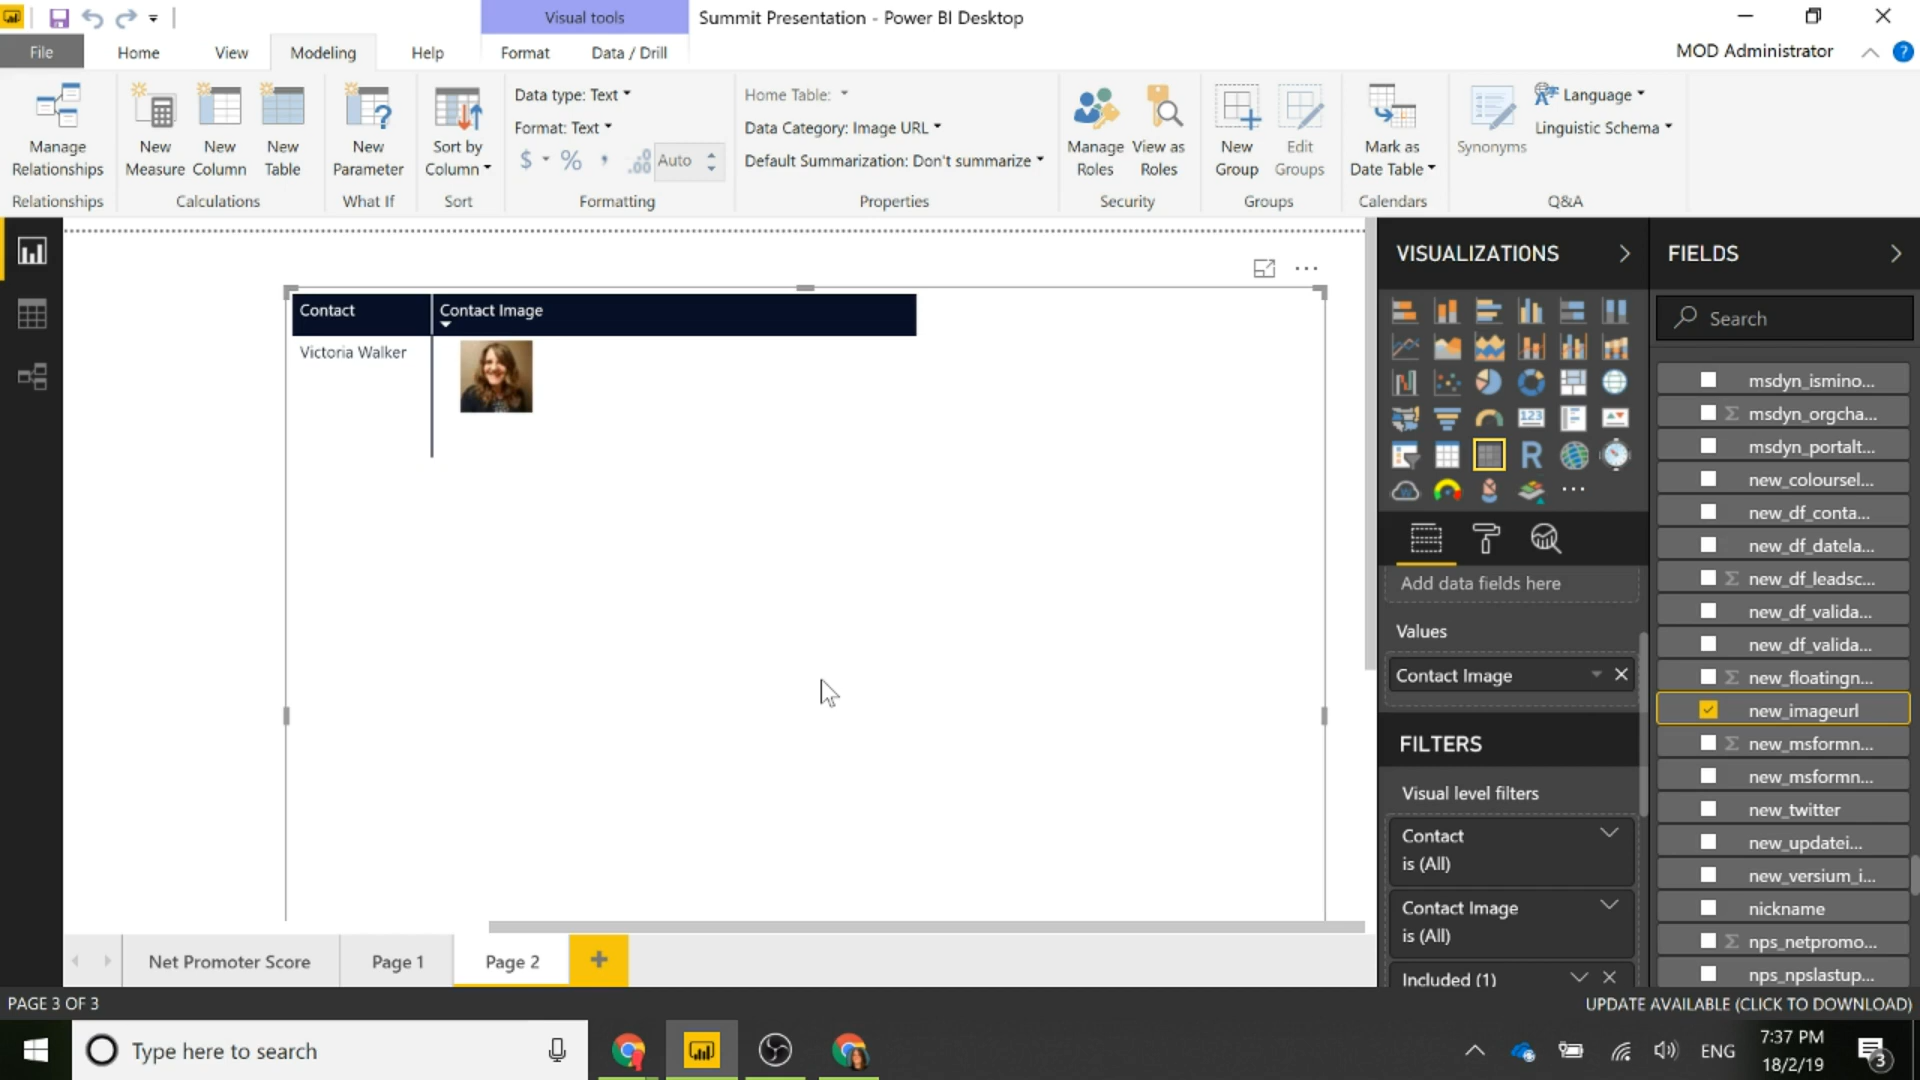 Visual tools
Summit Presentation - Power BI Desktop
File
Home
View
Modeling
Help
Format
Data / Drill
MOD Administrator
?
Manage Relationships
New Measure
New Column
New Table
New Parameter
Sort by Column
Data type: Text
Format: Text
$
%
,
.00
Auto
Home Table:
Data Category: Image URL
Default Summarization: Don't summarize
Manage Roles
View as Roles
New Group
Edit Groups
Mark as Date Table
Synonyms
Language
Linguistic Schema
Relationships
Calculations
What If
Sort
Formatting
Properties
Security
Groups
Calendars
Q&A
Contact
Contact Image
Victoria Walker
VISUALIZATIONS
123
R
Add data fields here
Values
Contact Image
FILTERS
Visual level filters
Contact
is (All)
Contact Image
is (All)
Included (1)
FIELDS
Search
msdyn_ismino...
Σ msdyn_orgcha...
msdyn_portalt...
new_coloursel...
new_df_conta...
new_df_datela...
Σ new_df_leadsc...
new_df_valida...
new_df_valida...
Σ new_floatingn...
new_imageurl
Σ new_msformn...
new_msformn...
new_twitter
new_updatei...
new_versium_i...
nickname
Σ nps_netpromo...
nps_npslastup...
Net Promoter Score
Page 1
Page 2
+
PAGE 3 OF 3
UPDATE AVAILABLE (CLICK TO DOWNLOAD)
Type here to search
ENG
7:37 PM
18/2/19
3